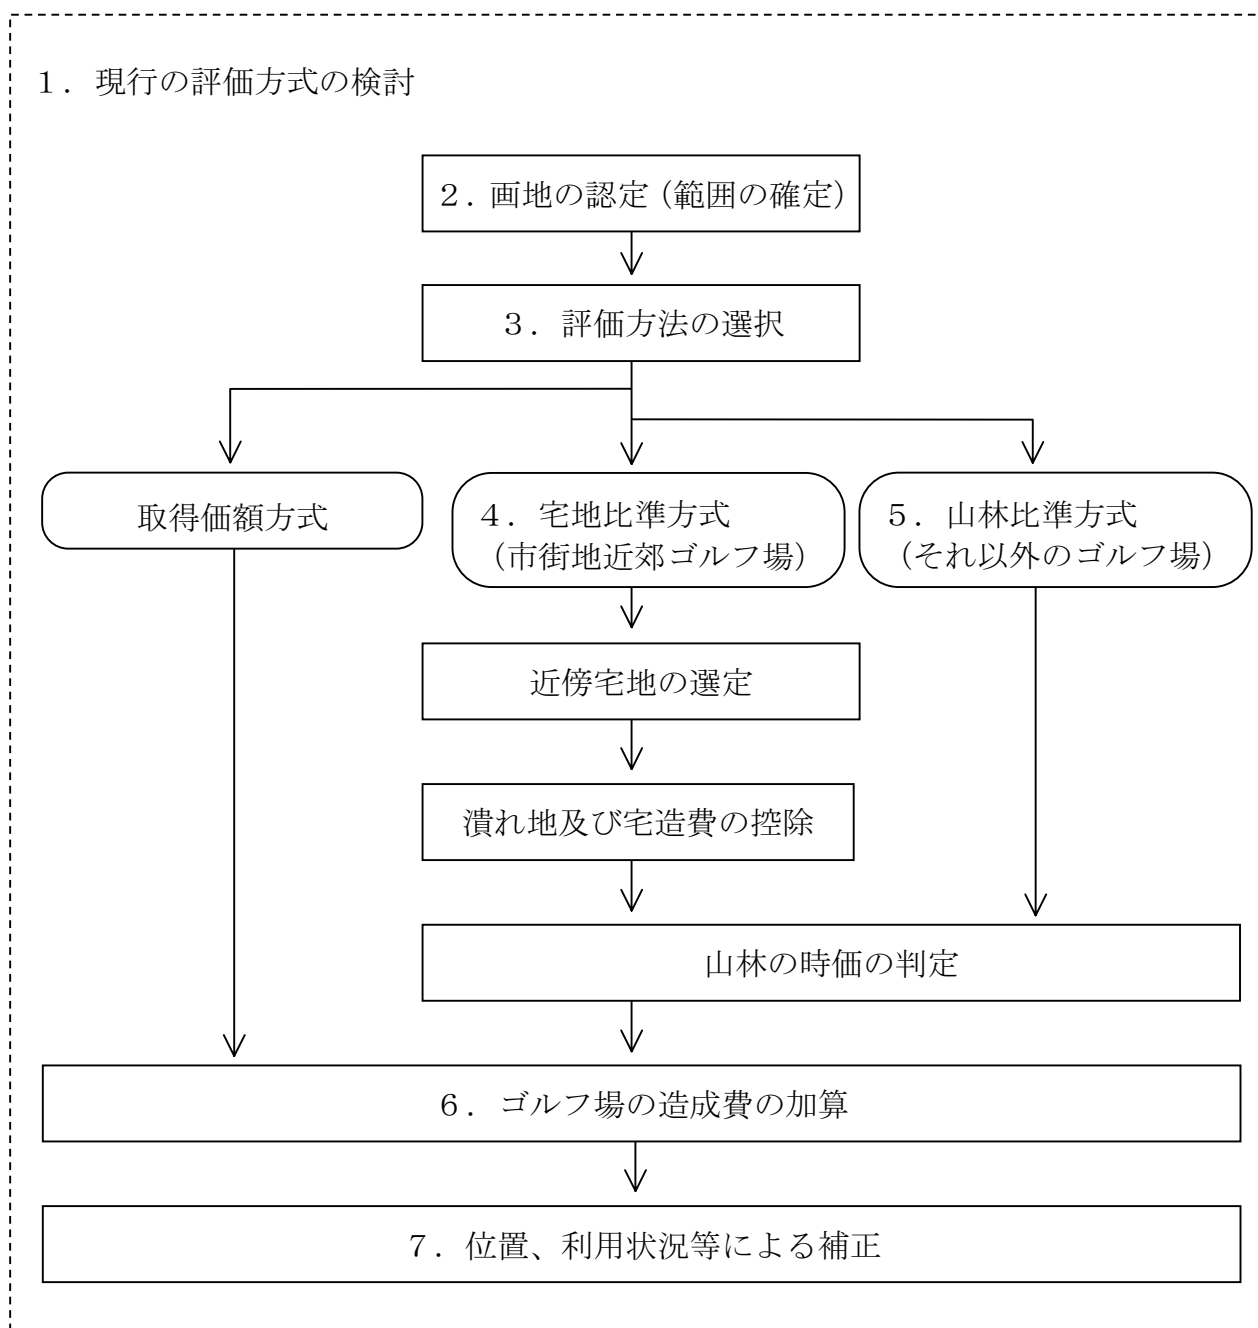 １．現行の評価方式の検討
２．画地の認定（範囲の確定）
３．評価方法の選択
取得価額方式
４．宅地比準方式
（市街地近郊ゴルフ場）
５．山林比準方式
（それ以外のゴルフ場）
近傍宅地の選定
潰れ地及び宅造費の控除
山林の時価の判定
６．ゴルフ場の造成費の加算
７．位置、利用状況等による補正